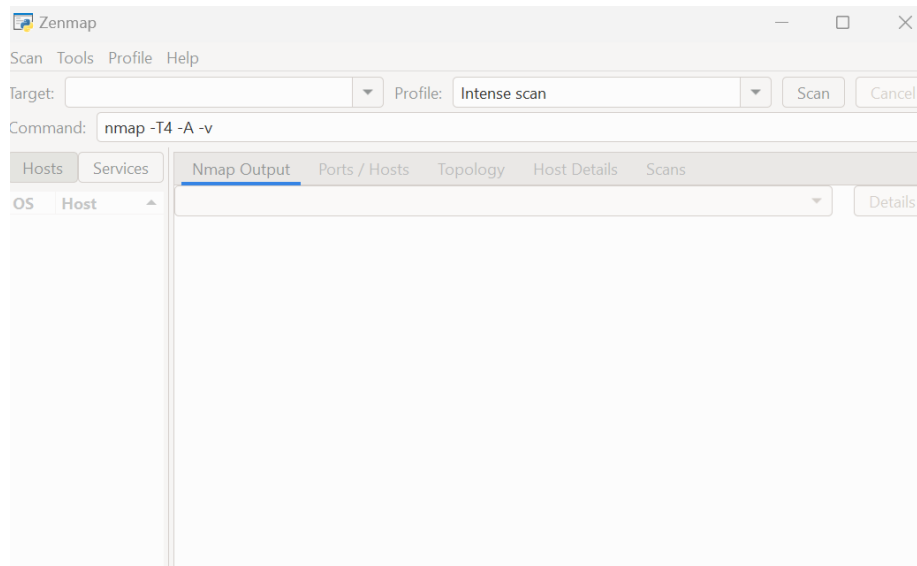 Zenmap
Scan Tools Profile Help
Target: Profile: Intense scan Scan Cancel
Command: nmap -T4 -A -v
Hosts Services Nmap Output Ports / Hosts Topology Host Details Scans
OS Host Details